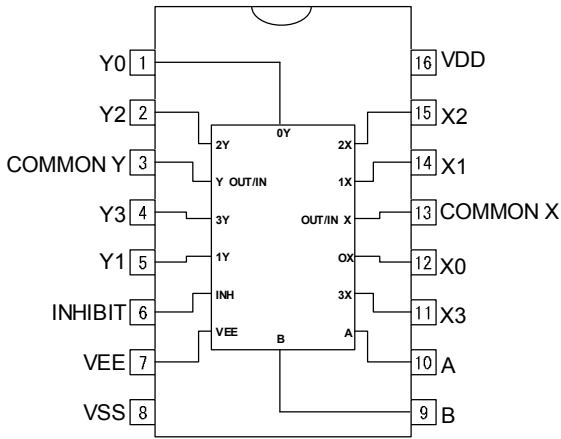 Y0 1
16 VDD
Y2 2
15 X2
0Y
2Y
2X
COMMON Y 3
14 X1
Y OUT/IN
1X
Y3 4
13 COMMON X
3Y
OUT/IN X
Y1 5
12 X0
1Y
OX
INHIBIT 6
11 X3
INH
3X
VEE
B
A
VEE 7
10 A
VSS 8
9 B